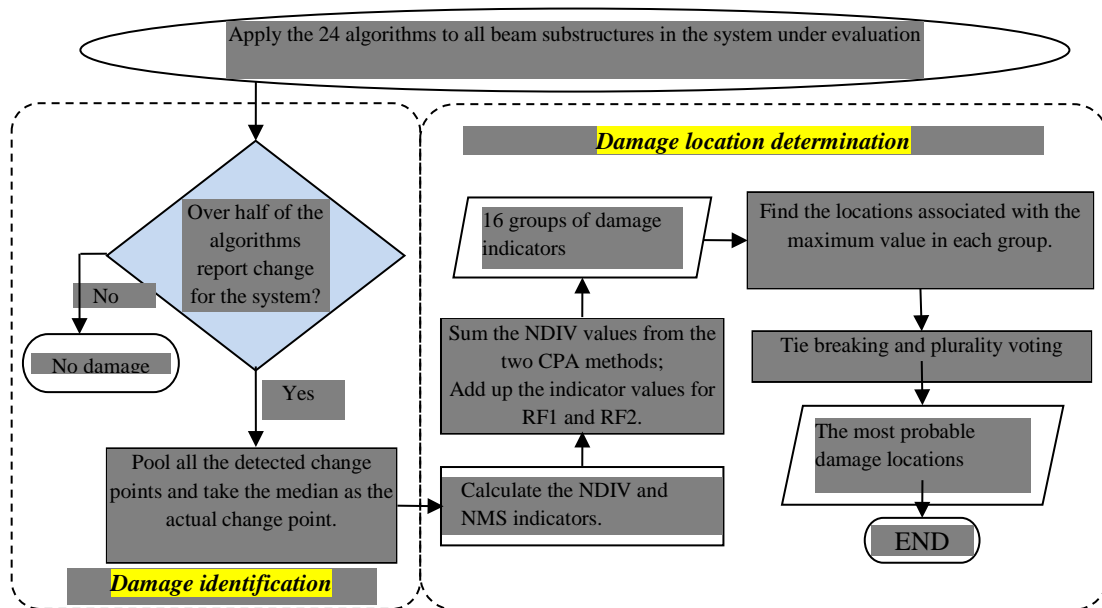 Apply the 24 algorithms to all beam substructures in the system under evaluation
Over half of the
algorithms
report change
for the system?
No
No damage
Yes
Pool all the detected change
points and take the median as the
actual change point.
Damage identification
Damage location determination
Calculate the NDIV and
NMS indicators.
Sum the NDIV values from the
two CPA methods;
Add up the indicator values for
RF1 and RF2.
16 groups of damage
indicators
Find the locations associated with the
maximum value in each group.
Tie breaking and plurality voting
The most probable
damage locations
END